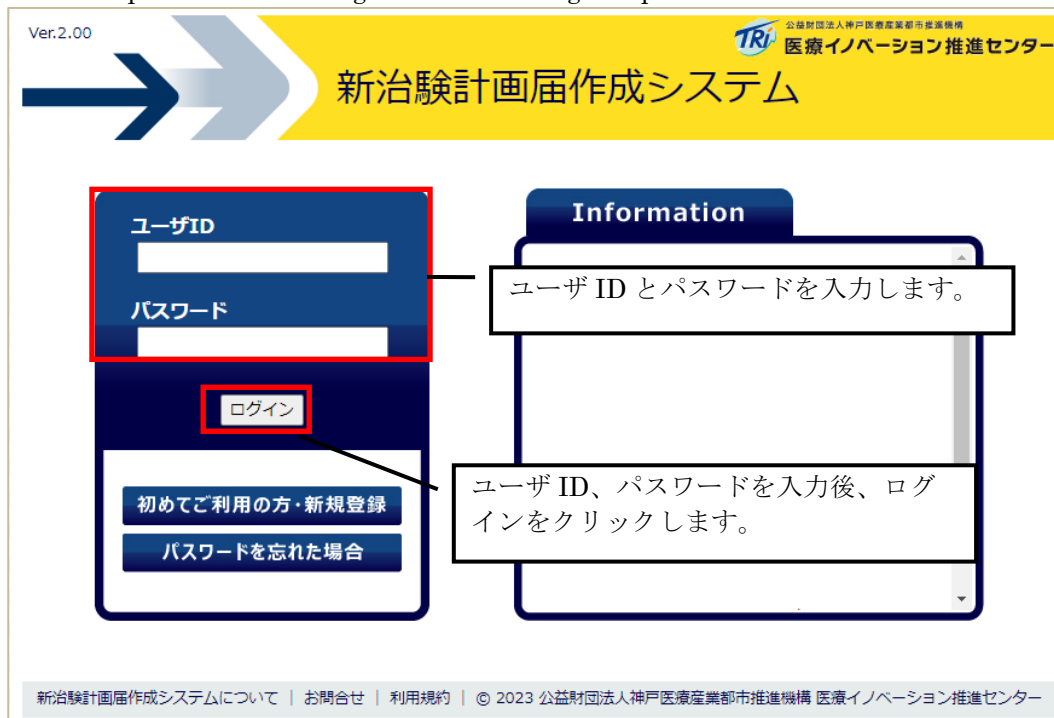 Ver.2.00
TRI
公益財団法人神戸医療産業都市推進機構
医療イノベーション推進センター
新治験計画届作成システム
ユーザID
パスワード
ログイン
初めてご利用の方・新規登録
パスワードを忘れた場合
Information
ユーザ ID とパスワードを入力します。
ユーザ ID、パスワードを入力後、ログ
インをクリックします。
新治験計画届作成システムについて | お問合せ | 利用規約 | © 2023 公益財団法人神戸医療産業都市推進機構 医療イノベーション推進センター